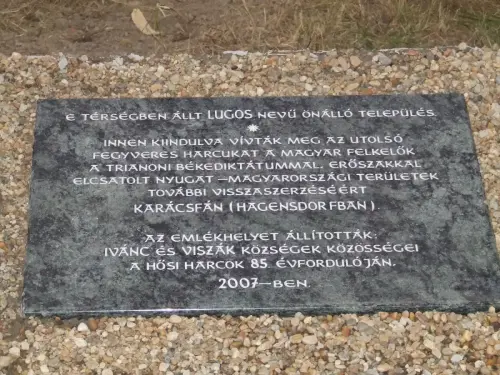 E TÉRSÉGBEN ÁLLT LUGOS NEVŰ ÖNÁLLÓ TELEPÜLÉS.
INNEN KIINDULVA VÍVTÁK MEG AZ UTOLSÓ
FEGYVERES HARCUKAT A MAGYAR FELKELŐK
A TRIANONI BÉKEDIKTÁTUMMAL, ERŐSZAKKAL
ELCSATOLT NYUGAT-MAGYARORSZÁGI TERÜLETEK
TOVÁBBI VISSZASZERZÉSÉÉRT
KARÁCSFÁN (HAGENSDORFBAN)
AZ EMLÉKHELYET ÁLLÍTOTTÁK:
IVÁNC ÉS VISZÁK KÖZSÉGEK KÖZÖSSÉGEI
A HŐSI HARCOK 85. ÉVFORDULÓJÁN,
2007-BEN.